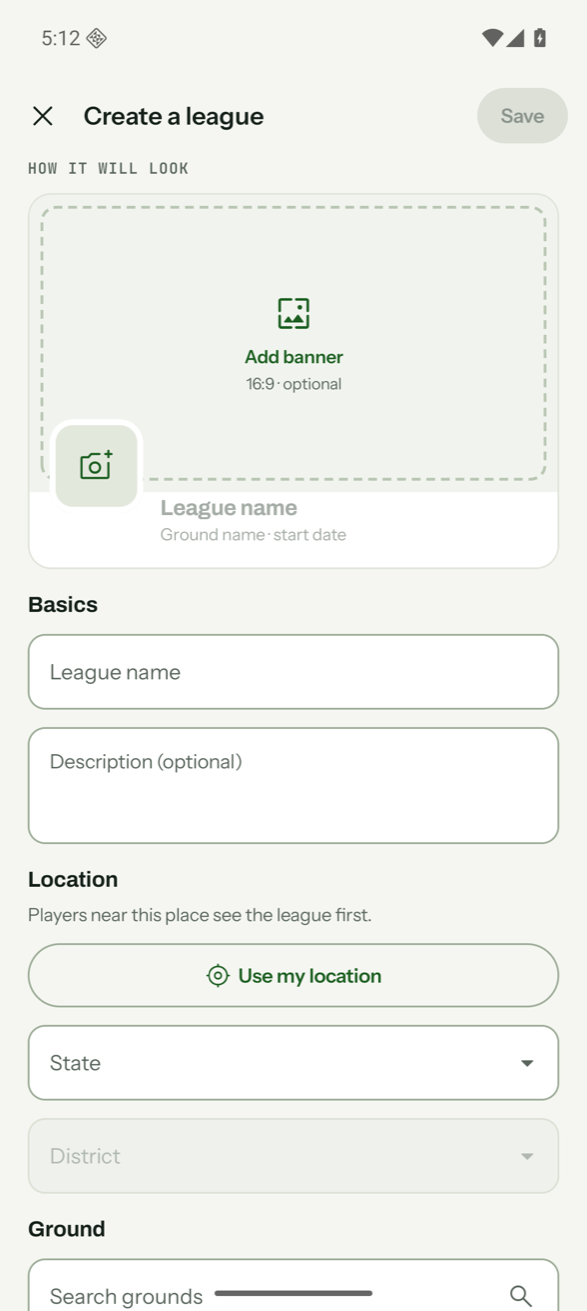 5:12
Create a league
Save
HOW IT WILL LOOK
Add banner
16:9 · optional
League name
Ground name · start date
Basics
League name
Description (optional)
Location
Players near this place see the league first.
Use my location
State
District
Ground
Search grounds